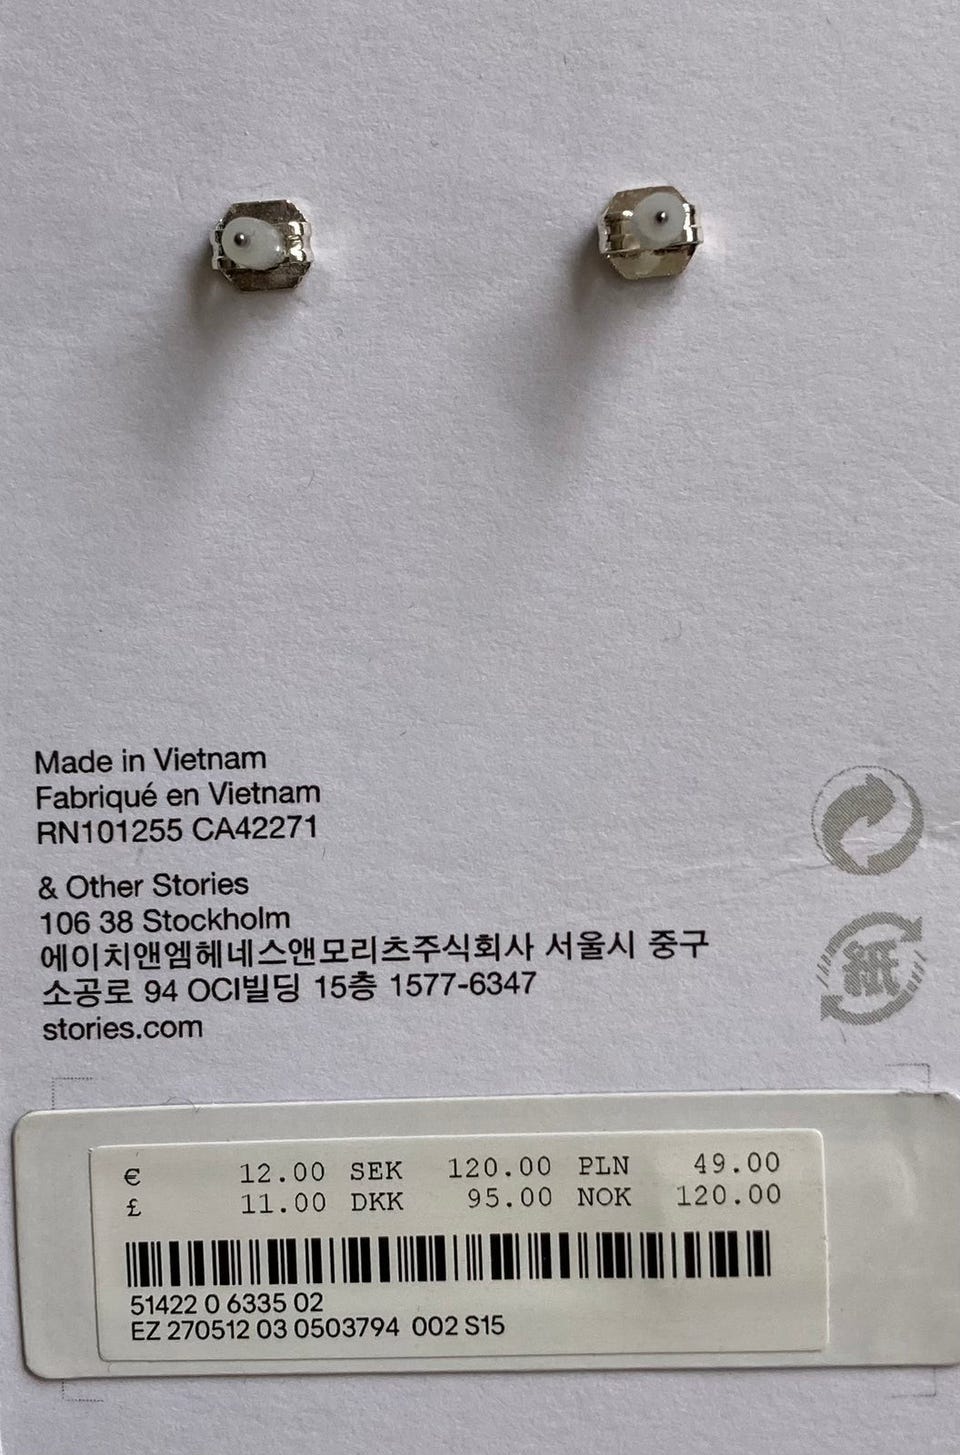 Made in Vietnam
Fabriqué en Vietnam
RN101255 CA42271
& Other Stories
106 38 Stockholm
에이치앤엠헤네스앤모리츠주식회사 서울시 중구
소공로 94 OCI빌딩 15층 1577-6347
stories.com
紙
€ 12.00 SEK 120.00 PLN 49.00
£ 11.00 DKK 95.00 NOK 120.00
51422 0 6335 02
EZ 270512 03 0503794 002 S15